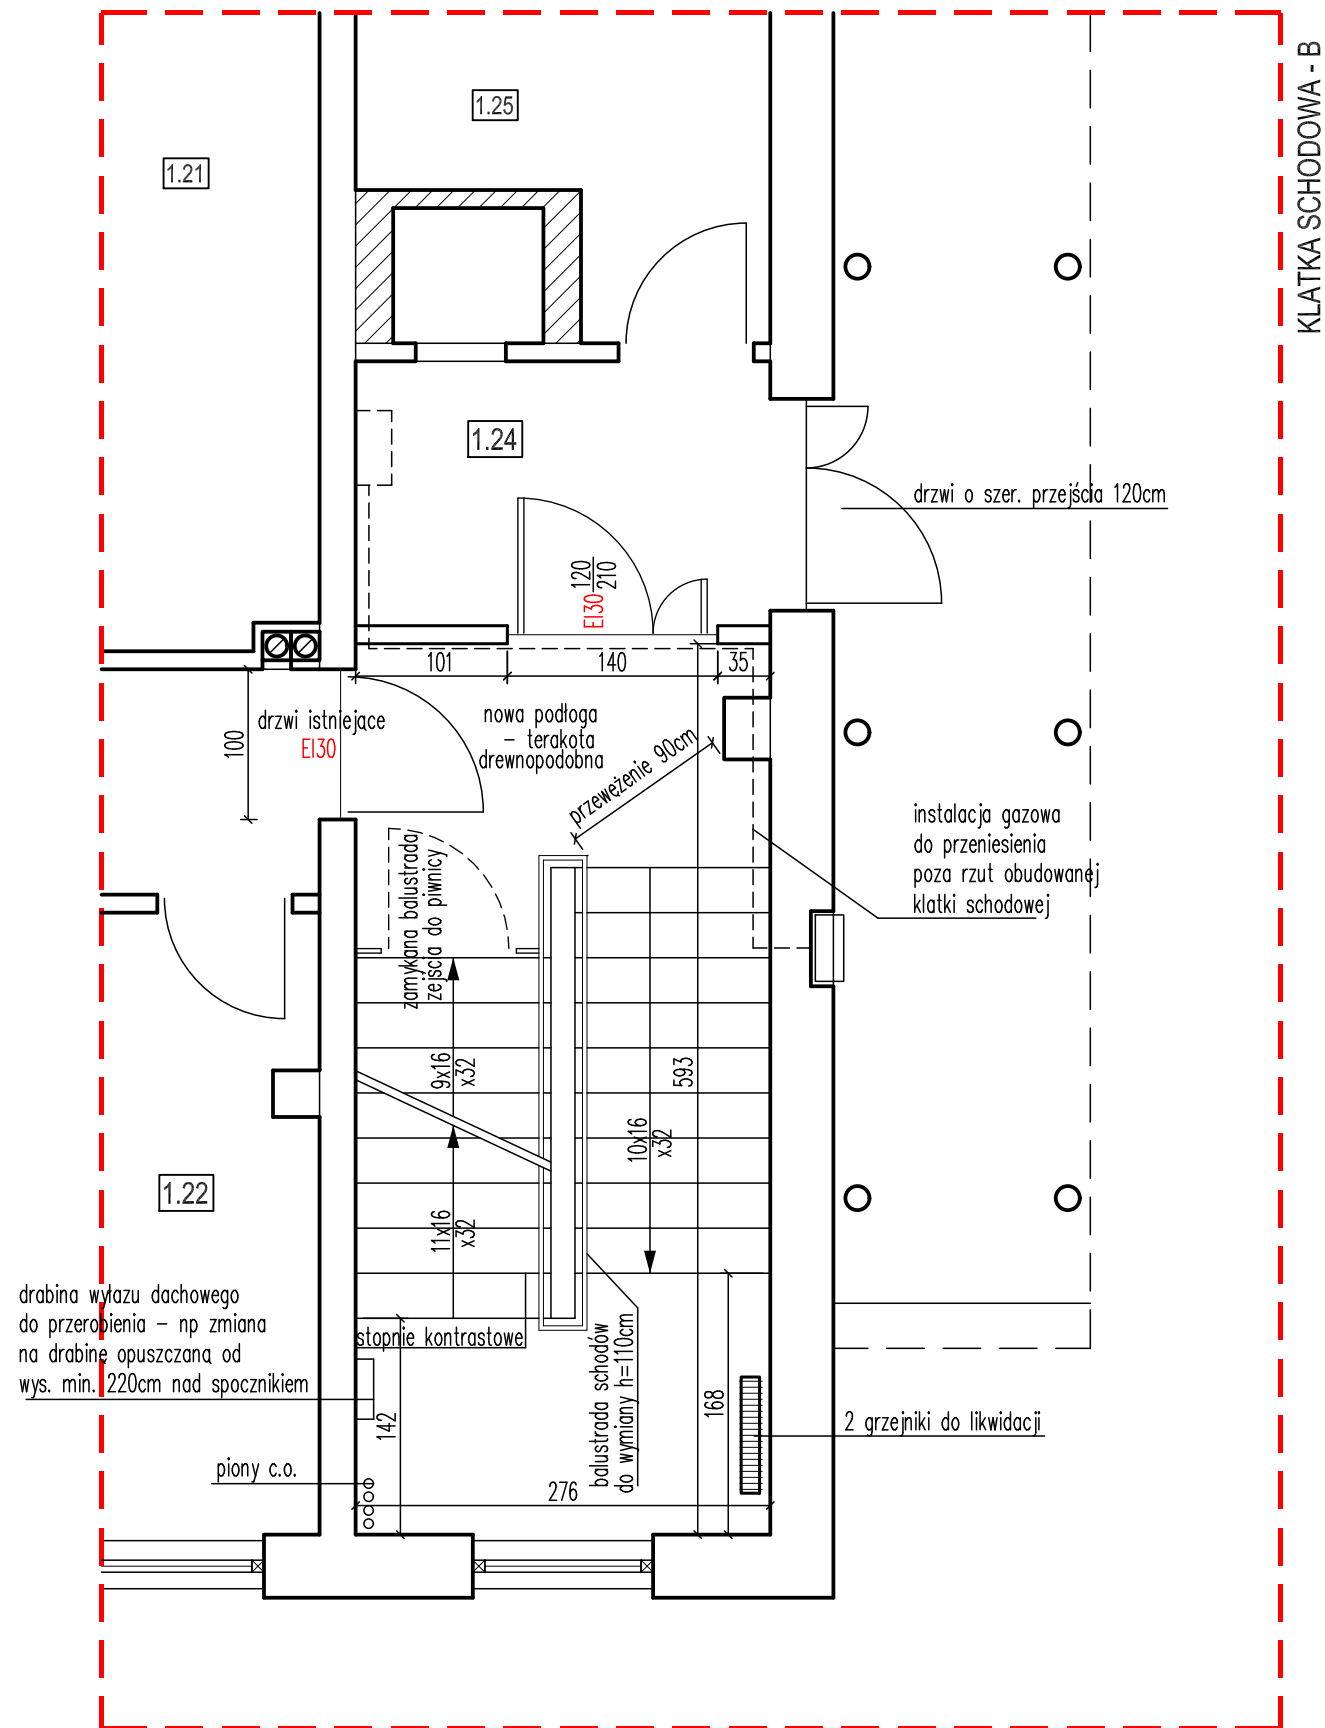 KLATKA SCHODOWA - B
1.25
1.21
1.24
drzwi o szer. przejścia 120cm
120
210
EI30
101
140
35
drzwi istniejące
EI30
100
nowa podłoga
- terakota
drewnopodobna
przewężenie 90cm
instalacja gazowa
do przeniesienia
poza rzut obudowanej
klatki schodowej
zamykana balustrada
zejscia do piwnicy
9x16
x32
593
10x16
x32
11x16
x32
1.22
drabina wyłazu dachowego
do przerobienia - np zmiana
na drabinę opuszczaną od
wys. min. 220cm nad spocznikiem
stopnie kontrastowe
balustrada schodów
do wymiany h=110cm
142
168
2 grzejniki do likwidacji
piony c.o.
276